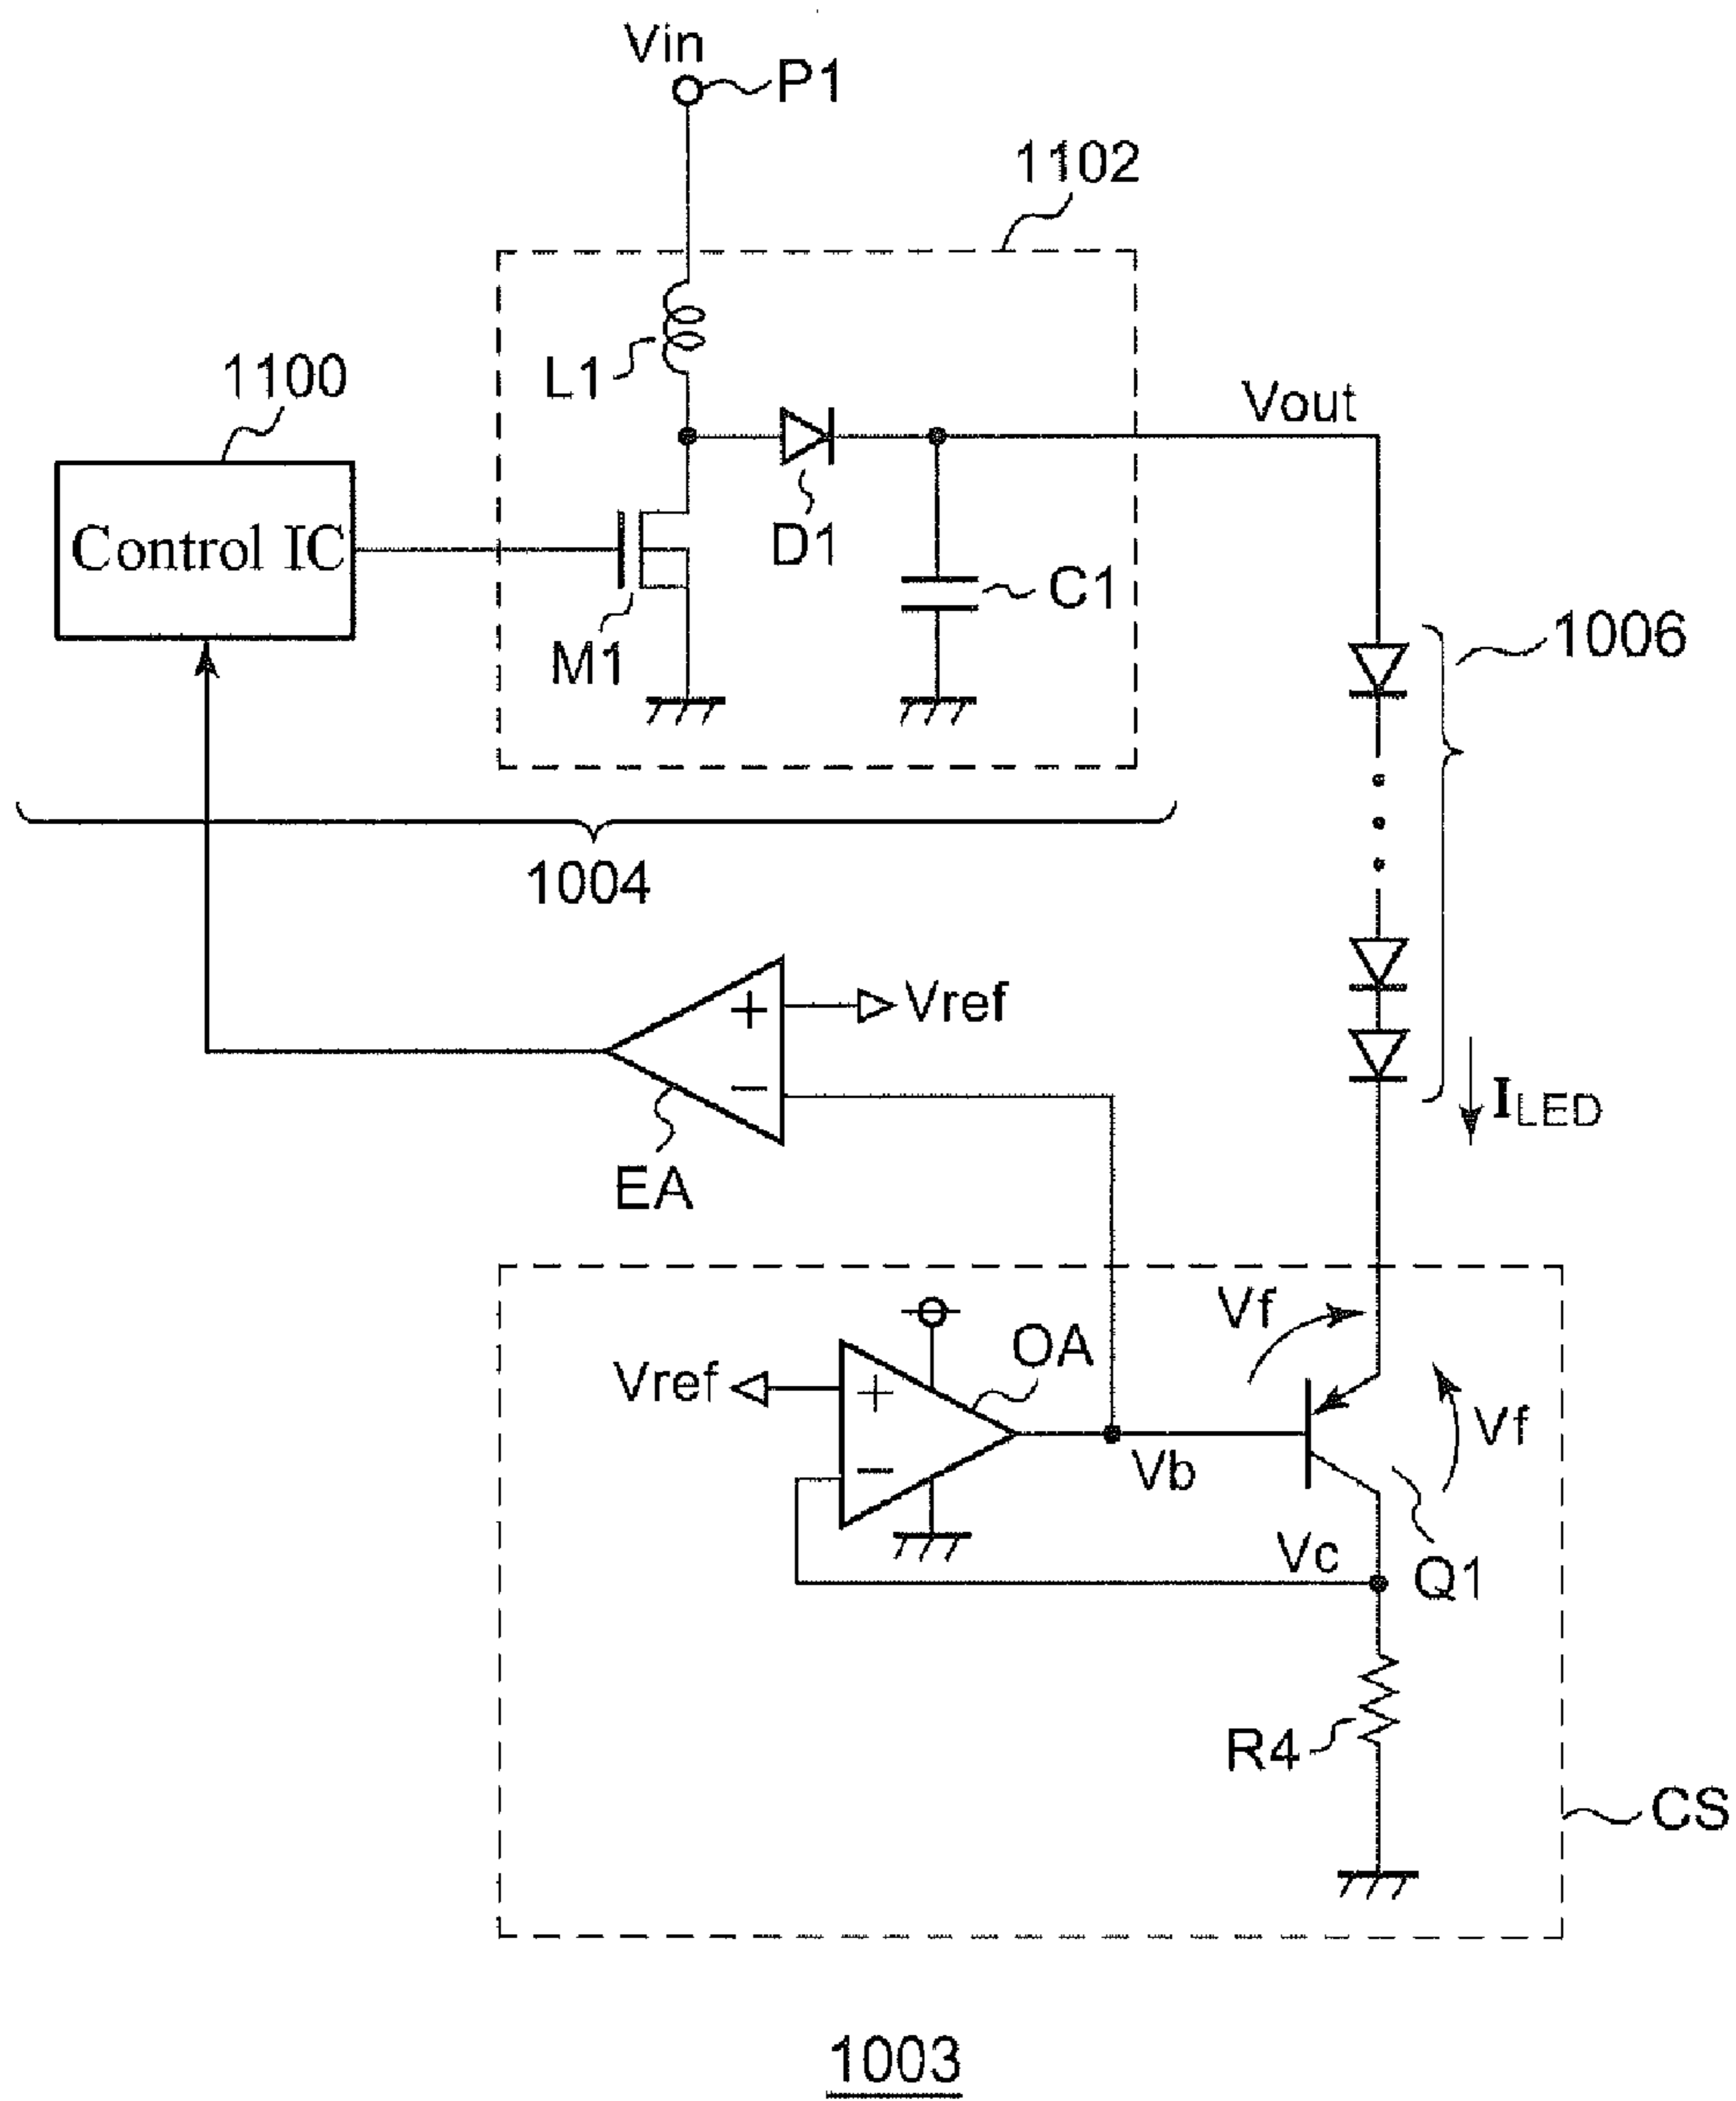 Vin
P1
1102
L1
1100
Vout
Control IC
D1
C1
M1
1006
1004
+
Vref
−
I_LED
EA
Vf
OA
Vref
+
Vf
−
Vb
Vc
Q1
R4
CS
1003